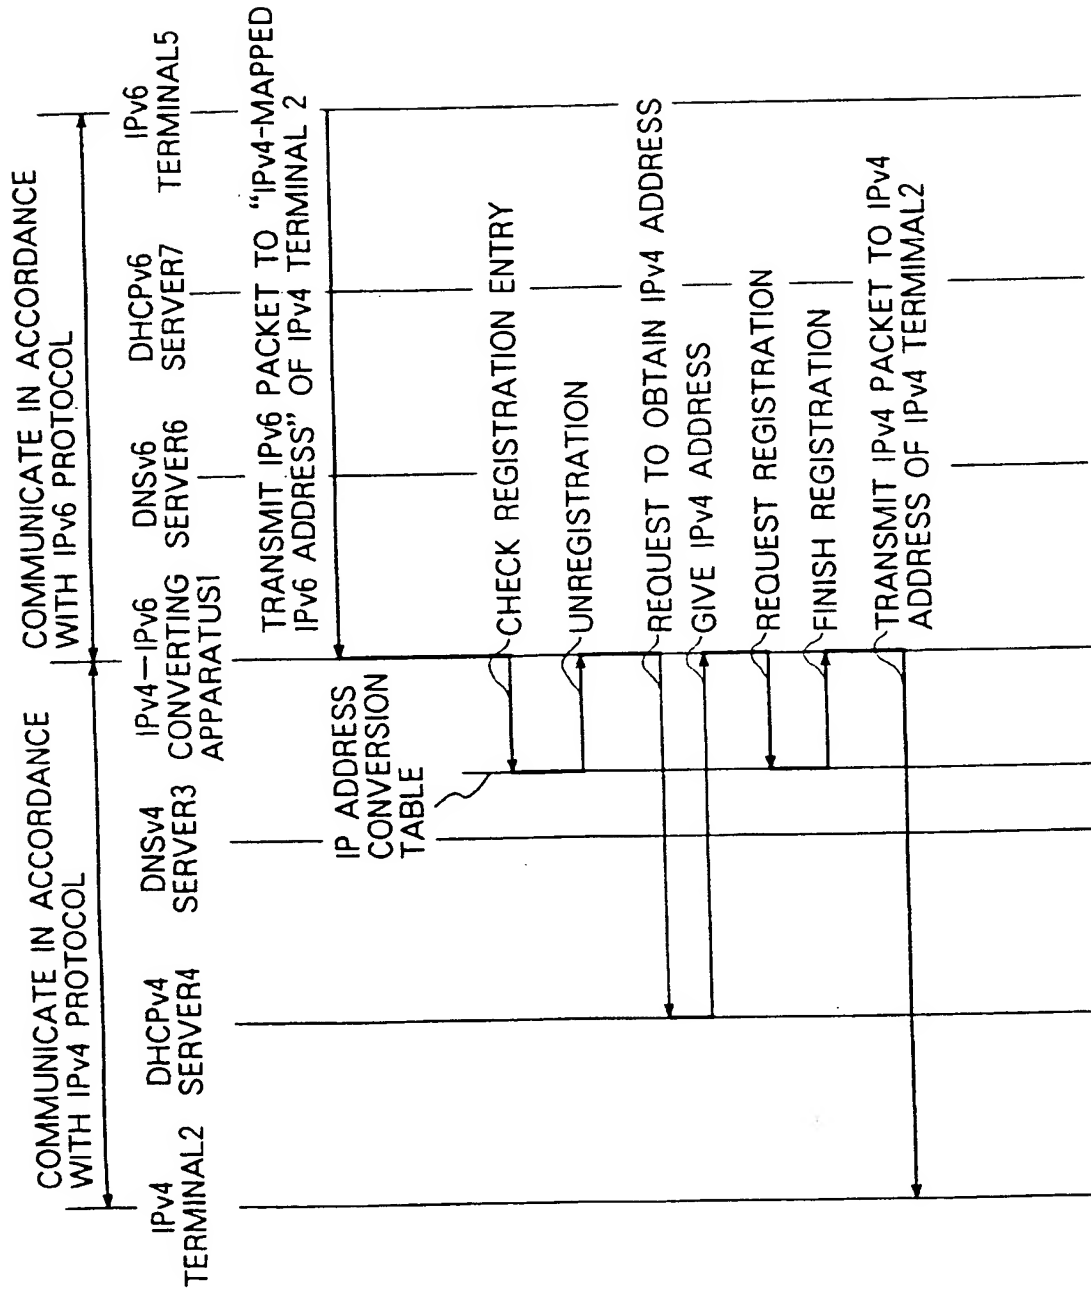 COMMUNICATE IN ACCORDANCE
WITH IPv4 PROTOCOL
COMMUNICATE IN ACCORDANCE
WITH IPv6 PROTOCOL
IPv4
TERMINAL2
DHCPv4
SERVER4
DNSv4
SERVER3
IPv4-IPv6
CONVERTING
APPARATUS1
DNSv6
SERVER6
DHCPv6
SERVER7
IPv6
TERMINAL5
TRANSMIT IPv6 PACKET TO "IPv4-MAPPED
IPv6 ADDRESS" OF IPv4 TERMINAL 2
IP ADDRESS
CONVERSION
TABLE
CHECK REGISTRATION ENTRY
UNREGISTRATION
REQUEST TO OBTAIN IPv4 ADDRESS
GIVE IPv4 ADDRESS
REQUEST REGISTRATION
FINISH REGISTRATION
TRANSMIT IPv4 PACKET TO IPv4
ADDRESS OF IPv4 TERMIMAL2